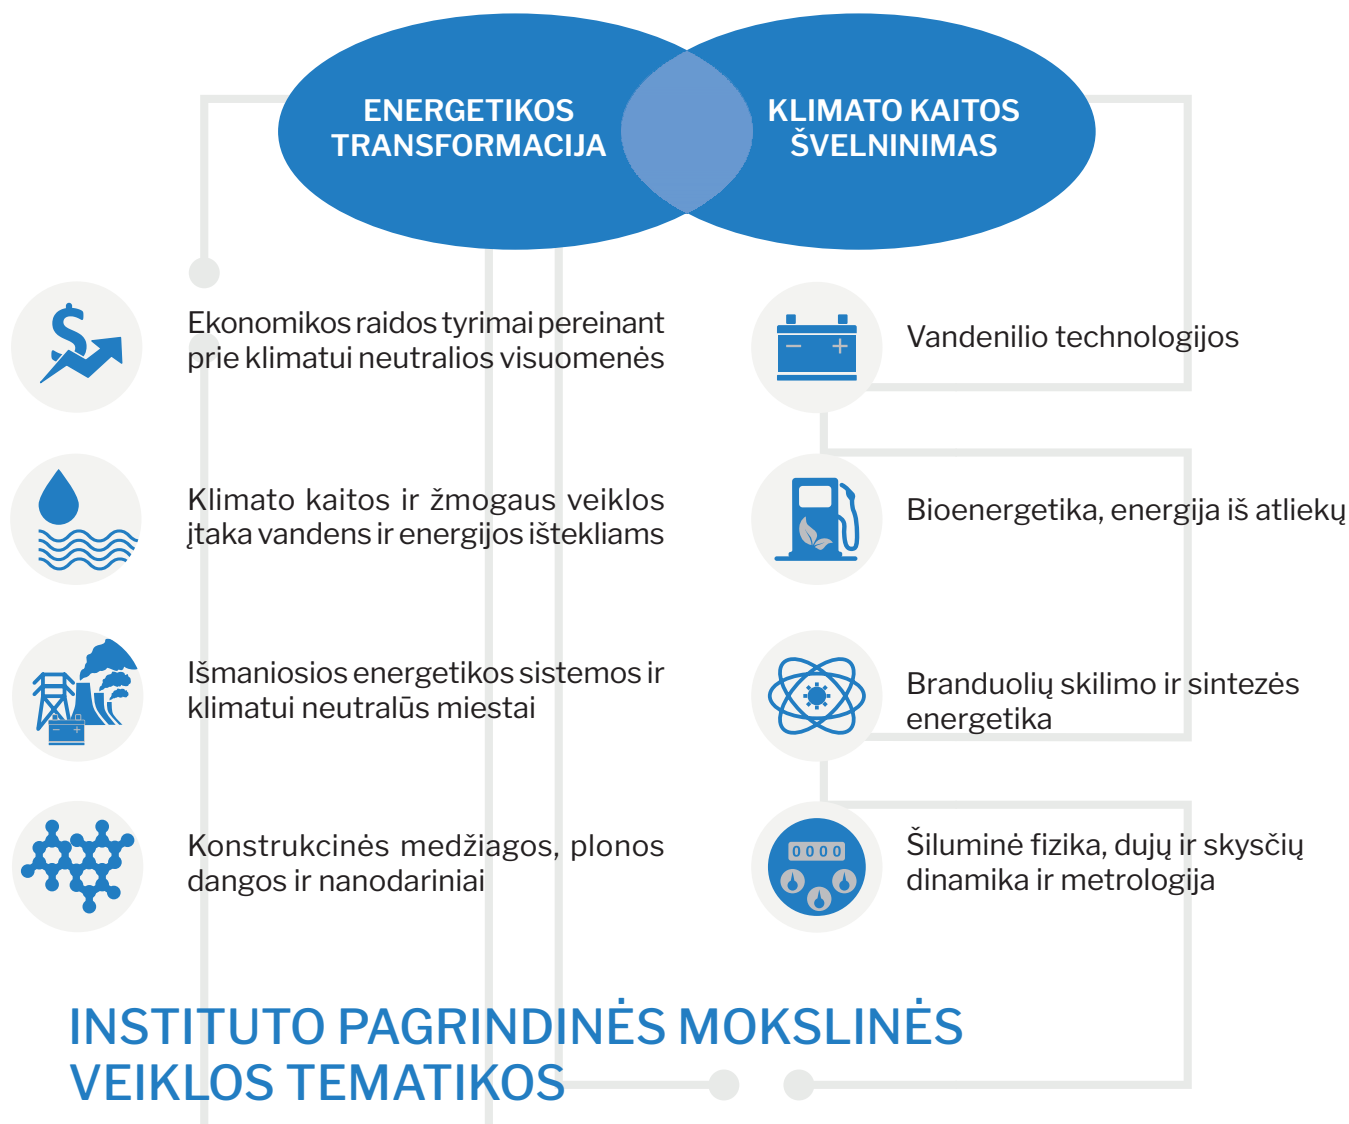 ENERGETIKOS
TRANSFORMACIJA
KLIMATO KAITOS
ŠVELNINIMAS
Ekonomikos raidos tyrimai pereinant
prie klimatui neutralios visuomenės
Klimato kaitos ir žmogaus veiklos
įtaka vandens ir energijos ištekliams
Išmaniosios energetikos sistemos ir
klimatui neutralūs miestai
Konstrukcinės medžiagos, plonos
dangos ir nanodariniai
Vandenilio technologijos
Bioenergetika, energija iš atliekų
Branduolių skilimo ir sintezės
energetika
0000
Šiluminė fizika, dujų ir skysčių
dinamika ir metrologija
INSTITUTO PAGRINDINĖS MOKSLINĖS
VEIKLOS TEMATIKOS